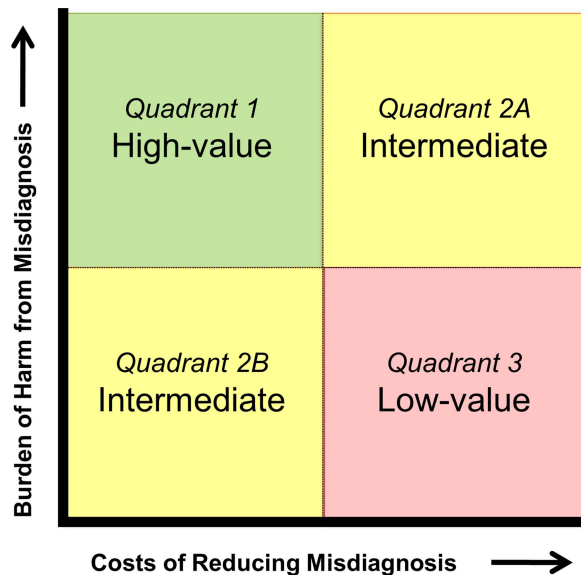 Burden of Harm from Misdiagnosis
Quadrant 1
High-value
Quadrant 2A
Intermediate
Quadrant 2B
Intermediate
Quadrant 3
Low-value
Costs of Reducing Misdiagnosis